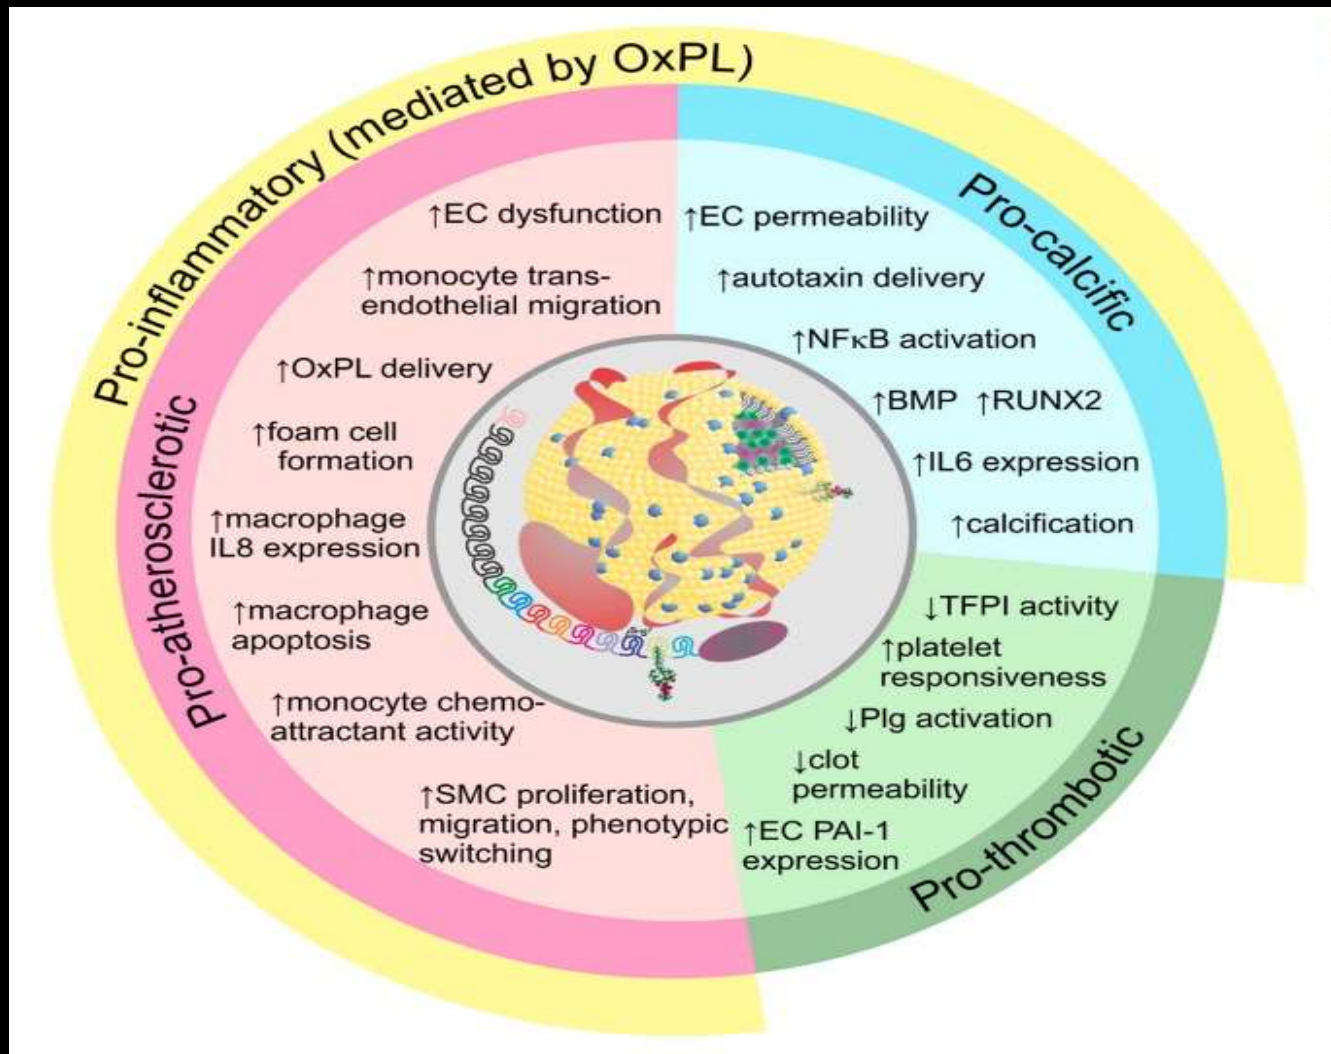 Pro-inflammatory (mediated by OxPL)
Pro-atherosclerotic
↑EC dysfunction
↑monocyte trans-
endothelial migration
↑OxPL delivery
↑foam cell
formation
↑macrophage
IL8 expression
↑macrophage
apoptosis
↑monocyte chemo-
attractant activity
↑SMC proliferation,
migration, phenotypic
switching
Pro-calcific
↑EC permeability
↑autotaxin delivery
↑NFκB activation
↑BMP ↑RUNX2
↑IL6 expression
↑calcification
Pro-thrombotic
↓TFPI activity
↑platelet
responsiveness
↓Plg activation
↓clot
permeability
↑EC PAI-1
expression